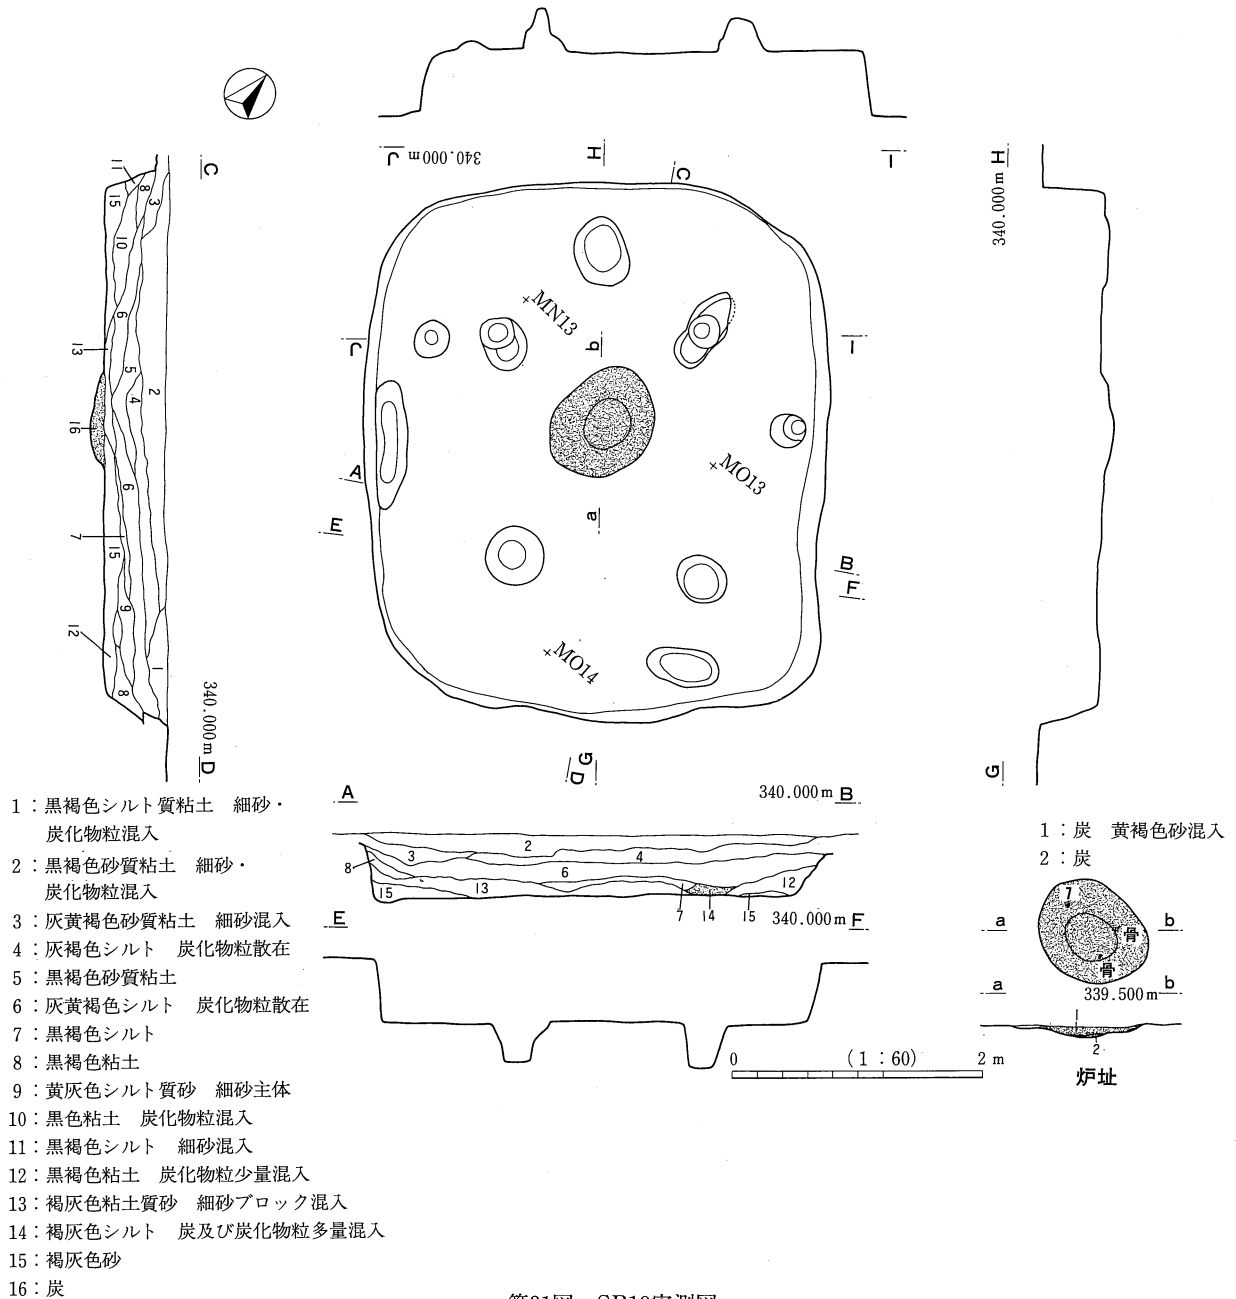 J 340.000m
I
H
C
C
11
8
3
15
10
6
13
5
4
2
16
6
7
15
9
12
1
8
340.000m D
MN13
b
J
I
A
MO13
E
a
B
F
MO14
D G
H
340.000m
G
A 340.000m B
2
3
4
8
6
15
13
12
7 14 15
E 340.000m F
0 (1:60) 2m
1:黒褐色シルト質粘土 細砂・
炭化物粒混入
2:黒褐色砂質粘土 細砂・
炭化物粒混入
3:灰黄褐色砂質粘土 細砂混入
4:灰褐色シルト 炭化物粒散在
5:黒褐色砂質粘土
6:灰黄褐色シルト 炭化物粒散在
7:黒褐色シルト
8:黒褐色粘土
9:黄灰色シルト質砂 細砂主体
10:黒色粘土 炭化物粒混入
11:黒褐色シルト 細砂混入
12:黒褐色粘土 炭化物粒少量混入
13:褐灰色粘土質砂 細砂ブロック混入
14:褐灰色シルト 炭及び炭化物粒多量混入
15:褐灰色砂
16:炭
1:炭 黄褐色砂混入
2:炭
7
a 骨 b
骨
a 339.500m b
1
2
炉址